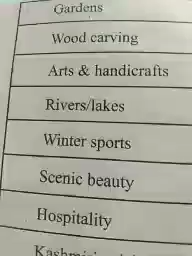 Gardens
Wood carving
Arts & handicrafts
Rivers/lakes
Winter sports
Scenic beauty
Hospitality